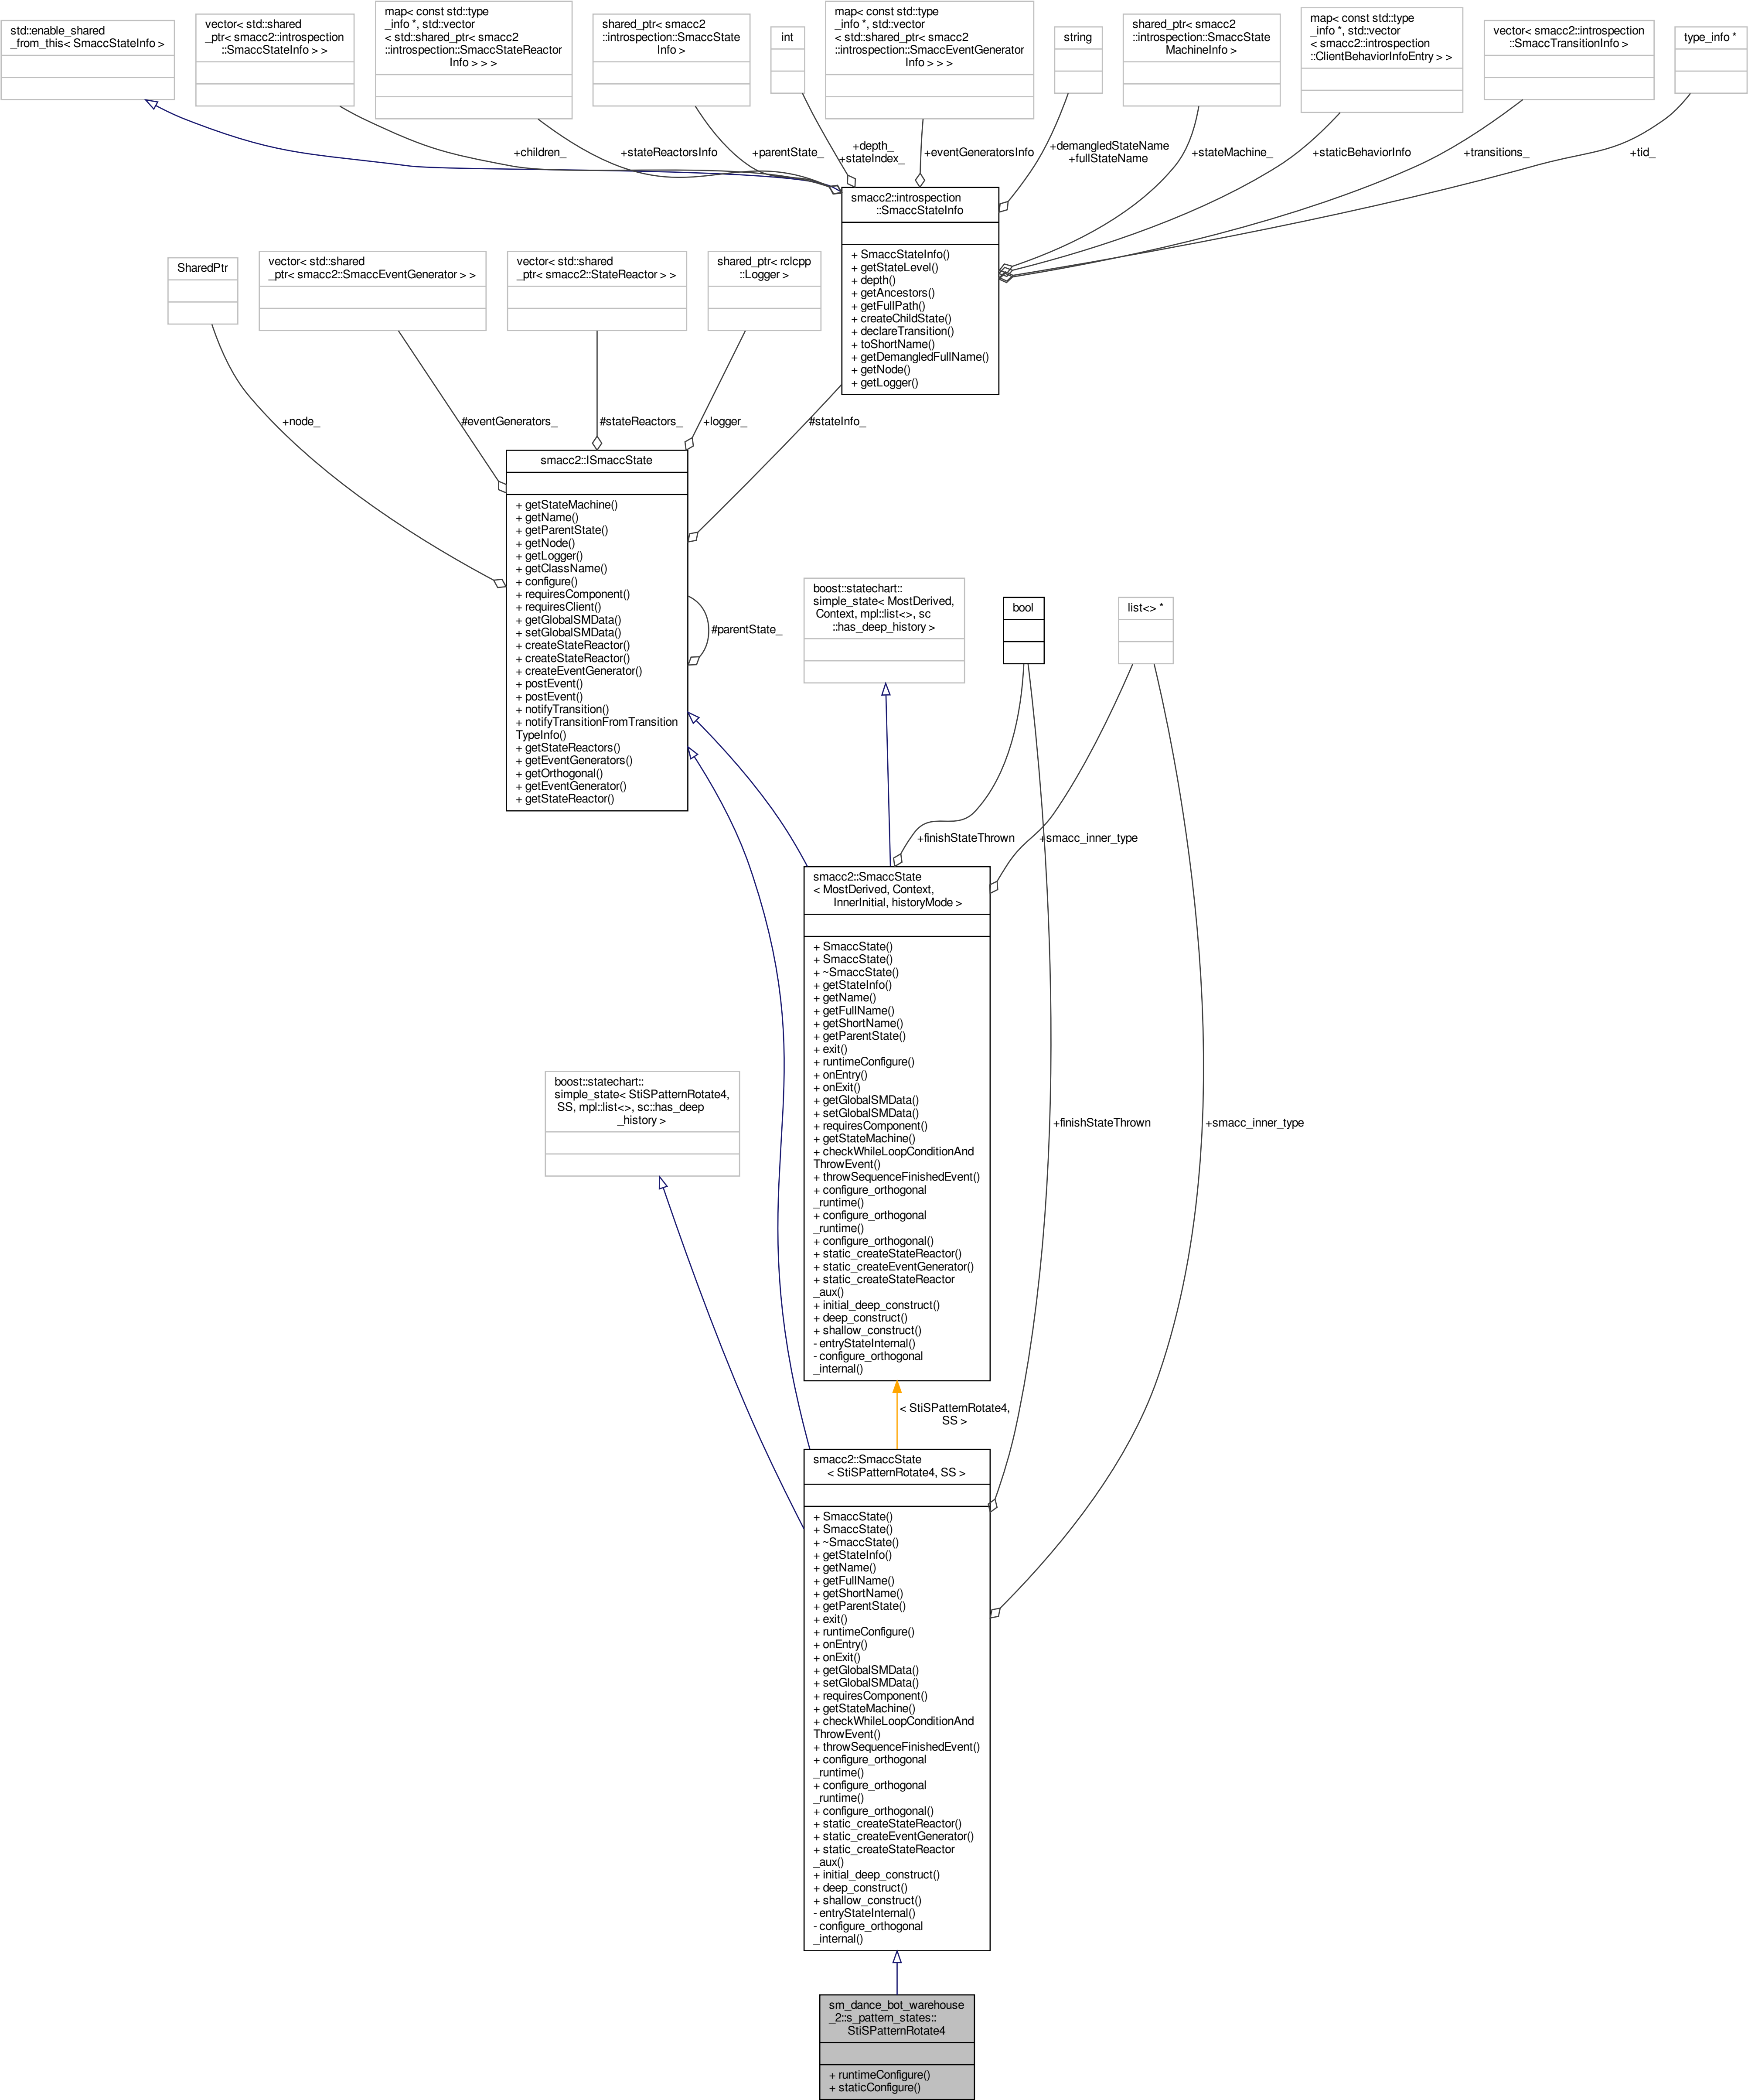 std::enable_shared
_from_this< SmaccStateInfo >
vector< std::shared
_ptr< smacc2::introspection
::SmaccStateInfo > >
map< const std::type
_info *, std::vector
< std::shared_ptr< smacc2
::introspection::SmaccStateReactor
Info > > >
shared_ptr< smacc2
::introspection::SmaccState
Info >
int
map< const std::type
_info *, std::vector
< std::shared_ptr< smacc2
::introspection::SmaccEventGenerator
Info > > >
string
shared_ptr< smacc2
::introspection::SmaccState
MachineInfo >
map< const std::type
_info *, std::vector
< smacc2::introspection
::ClientBehaviorInfoEntry > >
vector< smacc2::introspection
::SmaccTransitionInfo >
type_info *
+children_
+stateReactorsInfo
+parentState_
+depth_
+stateIndex_
+eventGeneratorsInfo
+demangledStateName
+fullStateName
+stateMachine_
+staticBehaviorInfo
+transitions_
+tid_
smacc2::introspection
::SmaccStateInfo
+ SmaccStateInfo()
+ getStateLevel()
+ depth()
+ getAncestors()
+ getFullPath()
+ createChildState()
+ declareTransition()
+ toShortName()
+ getDemangledFullName()
+ getNode()
+ getLogger()
SharedPtr
vector< std::shared
_ptr< smacc2::SmaccEventGenerator > >
vector< std::shared
_ptr< smacc2::StateReactor > >
shared_ptr< rclcpp
::Logger >
+node_
#eventGenerators_
#stateReactors_
+logger_
#stateInfo_
smacc2::ISmaccState
+ getStateMachine()
+ getName()
+ getParentState()
+ getNode()
+ getLogger()
+ getClassName()
+ configure()
+ requiresComponent()
+ requiresClient()
+ getGlobalSMData()
+ setGlobalSMData()
+ createStateReactor()
+ createStateReactor()
+ createEventGenerator()
+ postEvent()
+ postEvent()
+ notifyTransition()
+ notifyTransitionFromTransition
TypeInfo()
+ getStateReactors()
+ getEventGenerators()
+ getOrthogonal()
+ getEventGenerator()
+ getStateReactor()
#parentState_
boost::statechart::
simple_state< MostDerived,
Context, mpl::list<>, sc
::has_deep_history >
bool
list<> *
+finishStateThrown
+smacc_inner_type
smacc2::SmaccState
< MostDerived, Context,
InnerInitial, historyMode >
+ SmaccState()
+ SmaccState()
+ ~SmaccState()
+ getStateInfo()
+ getName()
+ getFullName()
+ getShortName()
+ getParentState()
+ exit()
+ runtimeConfigure()
+ onEntry()
+ onExit()
+ getGlobalSMData()
+ setGlobalSMData()
+ requiresComponent()
+ getStateMachine()
+ checkWhileLoopConditionAnd
ThrowEvent()
+ throwSequenceFinishedEvent()
+ configure_orthogonal
_runtime()
+ configure_orthogonal
_runtime()
+ configure_orthogonal()
+ static_createStateReactor()
+ static_createEventGenerator()
+ static_createStateReactor
_aux()
+ initial_deep_construct()
+ deep_construct()
+ shallow_construct()
- entryStateInternal()
- configure_orthogonal
_internal()
boost::statechart::
simple_state< StiSPatternRotate4,
SS, mpl::list<>, sc::has_deep
_history >
+finishStateThrown
+smacc_inner_type
< StiSPatternRotate4,
SS >
smacc2::SmaccState
< StiSPatternRotate4, SS >
+ SmaccState()
+ SmaccState()
+ ~SmaccState()
+ getStateInfo()
+ getName()
+ getFullName()
+ getShortName()
+ getParentState()
+ exit()
+ runtimeConfigure()
+ onEntry()
+ onExit()
+ getGlobalSMData()
+ setGlobalSMData()
+ requiresComponent()
+ getStateMachine()
+ checkWhileLoopConditionAnd
ThrowEvent()
+ throwSequenceFinishedEvent()
+ configure_orthogonal
_runtime()
+ configure_orthogonal
_runtime()
+ configure_orthogonal()
+ static_createStateReactor()
+ static_createEventGenerator()
+ static_createStateReactor
_aux()
+ initial_deep_construct()
+ deep_construct()
+ shallow_construct()
- entryStateInternal()
- configure_orthogonal
_internal()
sm_dance_bot_warehouse
_2::s_pattern_states::
StiSPatternRotate4
+ runtimeConfigure()
+ staticConfigure()